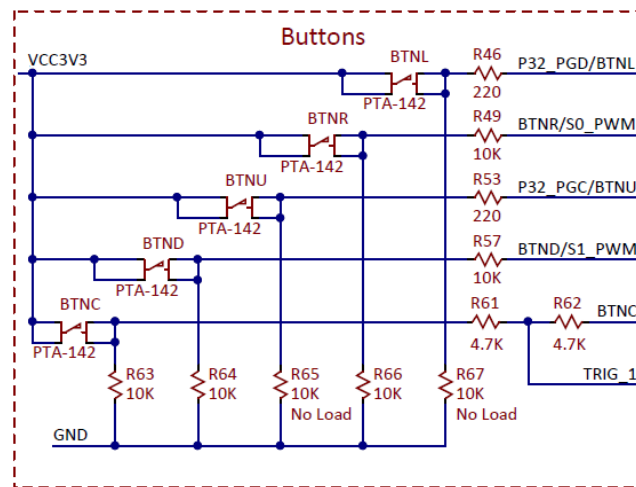 Buttons
VCC3V3
BTNL
R46
P32_PGD/BTNL
PTA-142
220
BTNR
R49
BTNR/S0_PWM
PTA-142
10K
BTNU
R53
P32_PGC/BTNU
PTA-142
220
BTND
R57
BTND/S1_PWM
PTA-142
10K
BTNC
R61
R62
BTNC
PTA-142
4.7K
4.7K
TRIG_1
R63
R64
R65
R66
R67
10K
10K
10K
10K
10K
No Load
No Load
GND